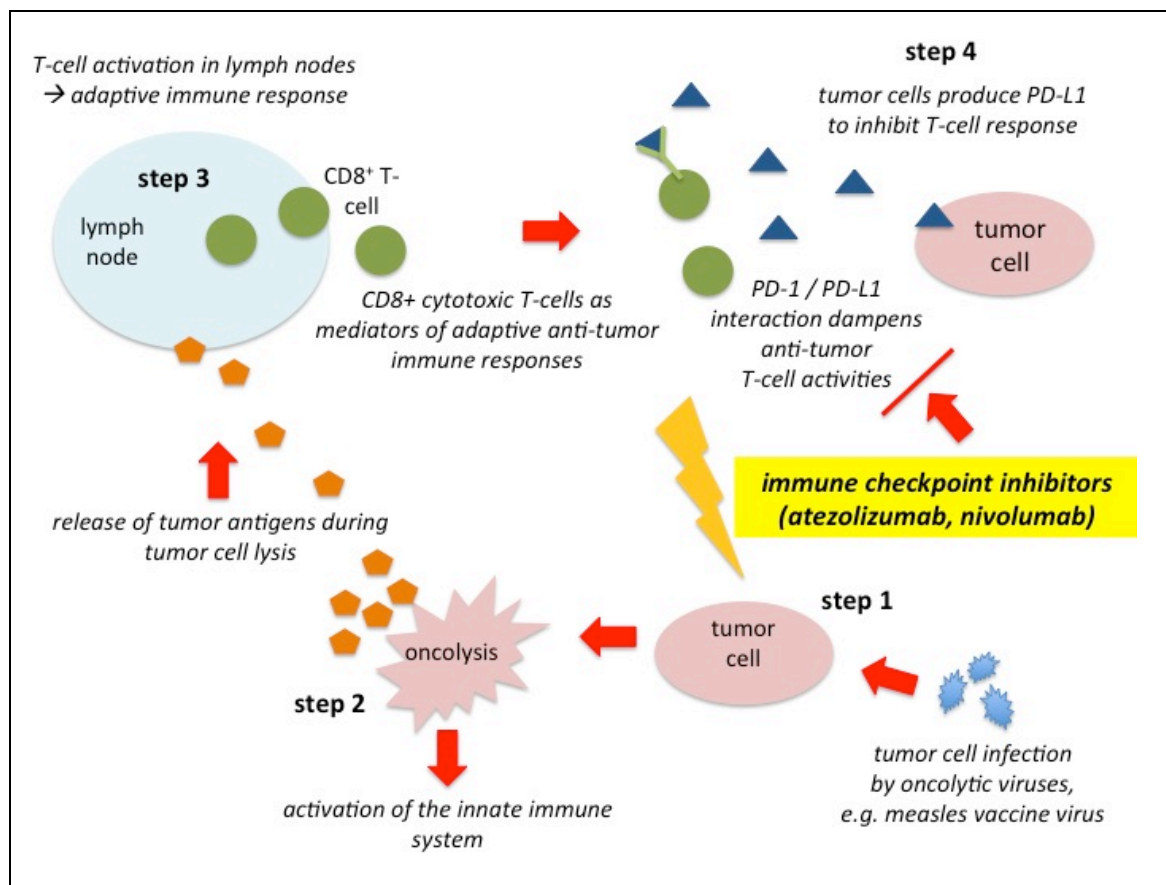 T-cell activation in lymph nodes
→ adaptive immune response
step 3
lymph
node
CD8⁺ T-
cell
CD8+ cytotoxic T-cells as
mediators of adaptive anti-tumor
immune responses
step 4
tumor cells produce PD-L1
to inhibit T-cell response
tumor
cell
PD-1 / PD-L1
interaction dampens
anti-tumor
T-cell activities
immune checkpoint inhibitors
(atezolizumab, nivolumab)
release of tumor antigens during
tumor cell lysis
step 1
tumor
cell
oncolysis
step 2
tumor cell infection
by oncolytic viruses,
e.g. measles vaccine virus
activation of the innate immune
system